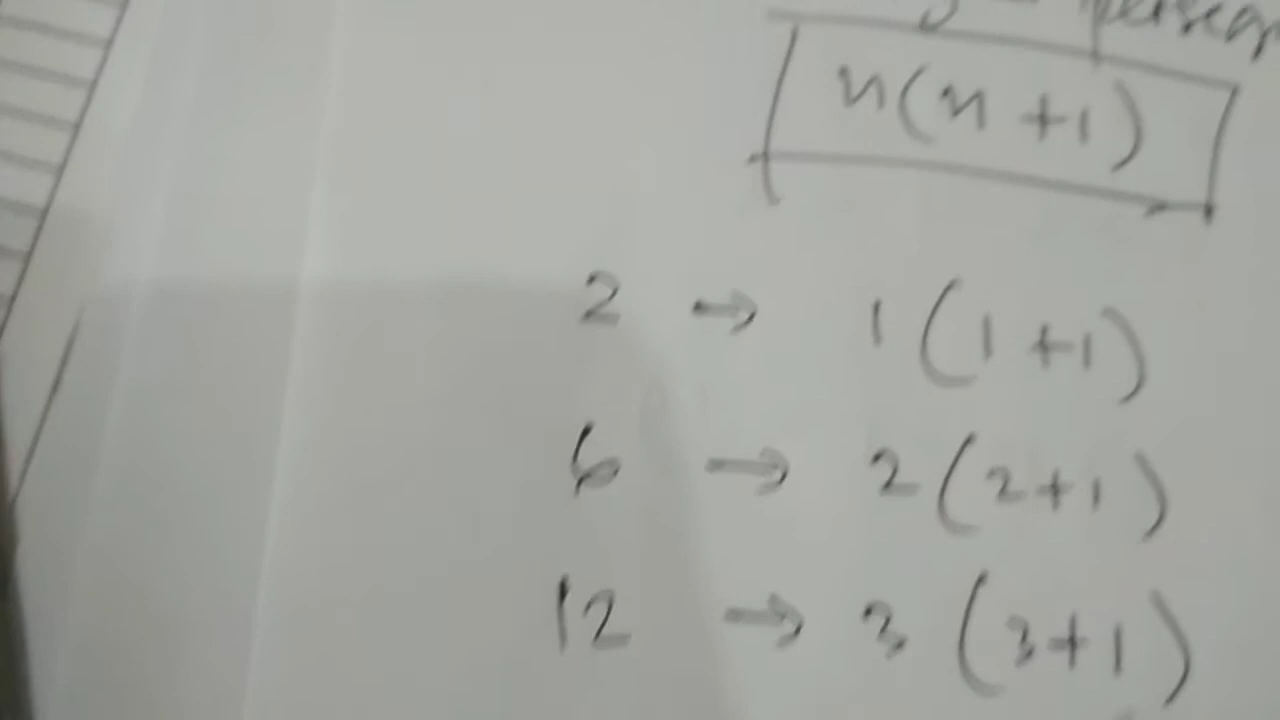 n(n+1)
2 → 1(1+1)
6 → 2(2+1)
12 → 3(3+1)